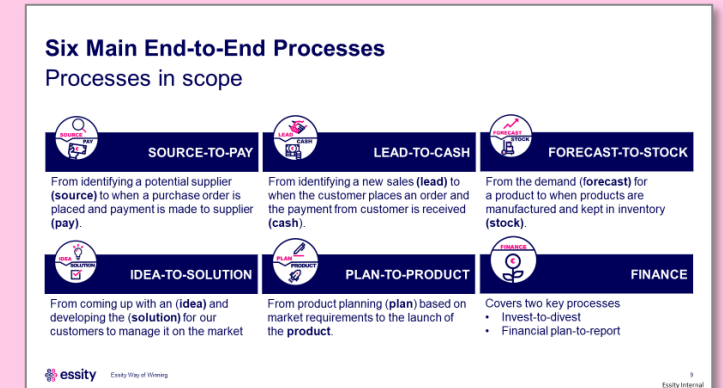 Six Main End-to-End Processes
Processes in scope
SOURCE
PAY
SOURCE-TO-PAY
LEAD
CASH
LEAD-TO-CASH
FORECAST
STOCK
FORECAST-TO-STOCK
From identifying a potential supplier
(source) to when a purchase order is
placed and payment is made to supplier
(pay).
From identifying a new sales (lead) to
when the customer places an order and
the payment from customer is received
(cash).
From the demand (forecast) for
a product to when products are
manufactured and kept in inventory
(stock).
IDEA
SOLUTION
IDEA-TO-SOLUTION
PLAN
PRODUCT
PLAN-TO-PRODUCT
FINANCE
€
FINANCE
From coming up with an (idea) and
developing the (solution) for our
customers to manage it on the market
From product planning (plan) based on
market requirements to the launch of
the product.
Covers two key processes
• Invest-to-divest
• Financial plan-to-report
essity
Essity Way of Winning
9
Essity Internal